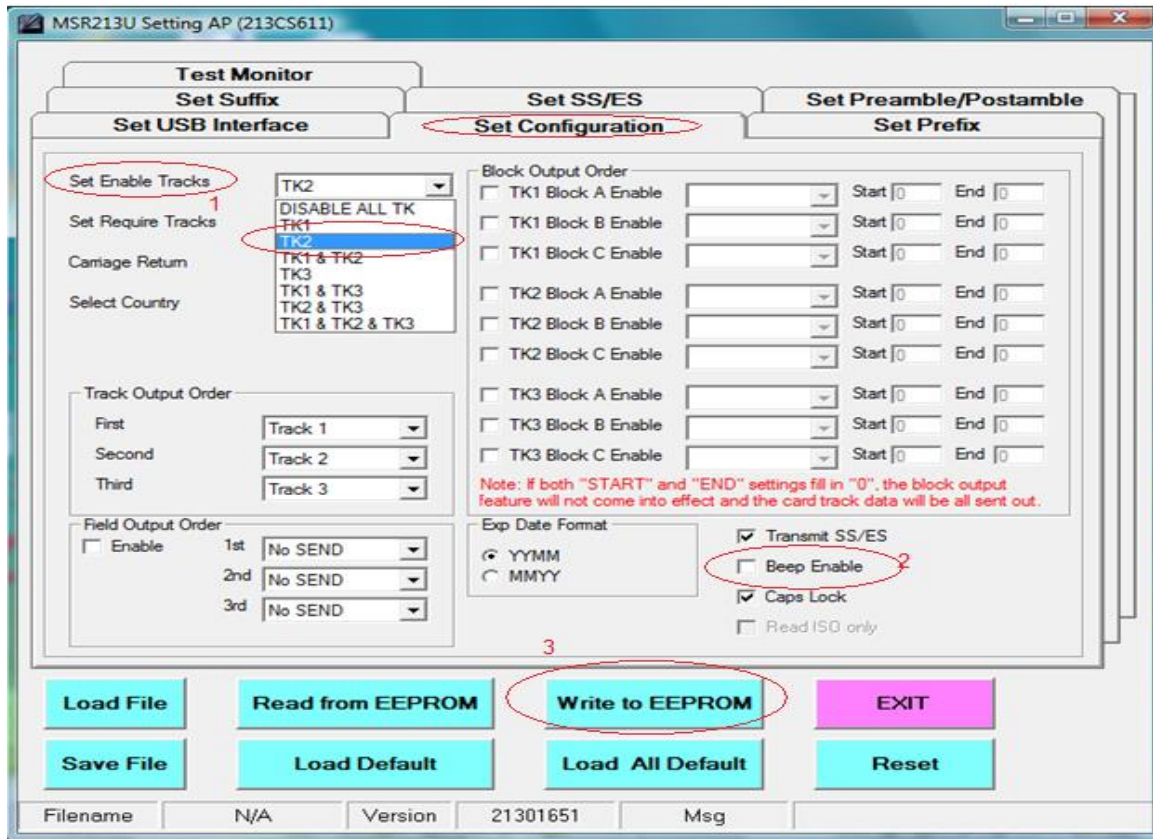 MSR213U Setting AP (213CS611)
Test Monitor
Set Suffix
Set SS/ES
Set Preamble/Postamble
Set USB Interface
Set Configuration
Set Prefix
Set Enable Tracks
1
TK2
DISABLE ALL TK
TK1
TK2
TK1 & TK2
TK3
TK1 & TK3
TK2 & TK3
TK1 & TK2 & TK3
Set Require Tracks
Carriage Return
Select Country
Block Output Order
TK1 Block A Enable Start 0 End 0
TK1 Block B Enable Start 0 End 0
TK1 Block C Enable Start 0 End 0
TK2 Block A Enable Start 0 End 0
TK2 Block B Enable Start 0 End 0
TK2 Block C Enable Start 0 End 0
TK3 Block A Enable Start 0 End 0
TK3 Block B Enable Start 0 End 0
TK3 Block C Enable Start 0 End 0
Note: If both "START" and "END" settings fill in "0", the block output
feature will not come into effect and the card track data will be all sent out.
Track Output Order
First Track 1
Second Track 2
Third Track 3
Field Output Order
Enable 1st No SEND
2nd No SEND
3rd No SEND
Exp Date Format
YYMM
MMYY
Transmit SS/ES
Beep Enable 2
Caps Lock
Read ISO only
3
Load File
Read from EEPROM
Write to EEPROM
EXIT
Save File
Load Default
Load All Default
Reset
Filename N/A Version 21301651 Msg